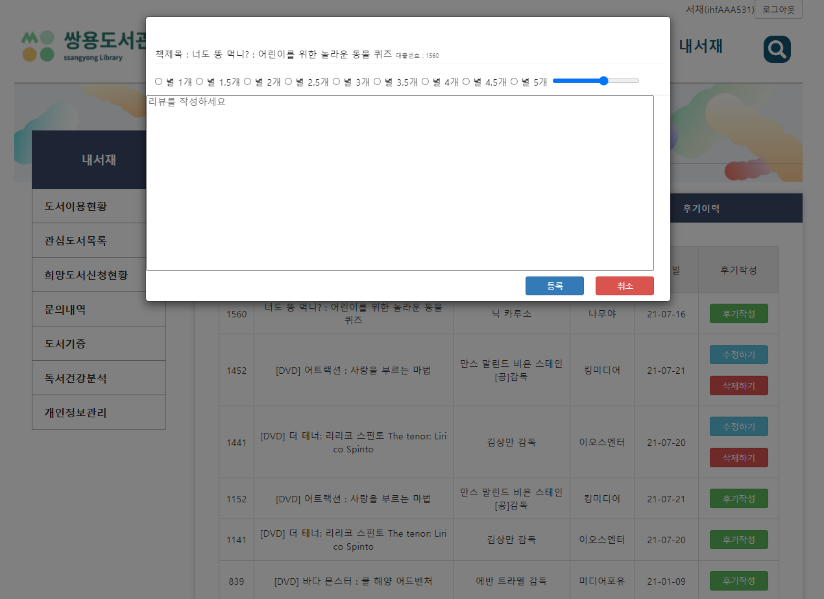 서재(ihfAAA531) 로그아웃
쌍용도서관
ssangyong Library
내서재
책제목 : 너도 똥 먹니? : 어린이를 위한 놀라운 동물 퀴즈 대출번호 : 1560
별 1개 별 1.5개 별 2개 별 2.5개 별 3개 별 3.5개 별 4개 별 4.5개 별 5개
리뷰를 작성하세요
등록 취소
내서재
도서이용현황
관심도서목록
희망도서신청현황
문의내역
도서기증
독서건강분석
개인정보관리
후기이력
일 후기작성
1560 너도 똥 먹니? : 어린이를 위한 놀라운 동물 퀴즈 닉 카루소 나무야 21-07-16 후기작성
1452 [DVD] 어트랙션 : 사랑을 부르는 마법 만스 말린드 비욘 스테인 [공]감독 킹미디어 21-07-21 수정하기 삭제하기
1441 [DVD] 더 테너: 리리코 스핀토 The tenor: Liri co Spinto 김상만 감독 이오스엔터 21-07-20 수정하기 삭제하기
1152 [DVD] 어트랙션 : 사랑을 부르는 마법 만스 말린드 비욘 스테인 [공]감독 킹미디어 21-07-21 후기작성
1141 [DVD] 더 테너: 리리코 스핀토 The tenor: Liri co Spinto 김상만 감독 이오스엔터 21-07-20 후기작성
839 [DVD] 바다 몬스터 : 쿨 해양 어드벤처 에반 트라멜 감독 미디어포유 21-01-09 후기작성